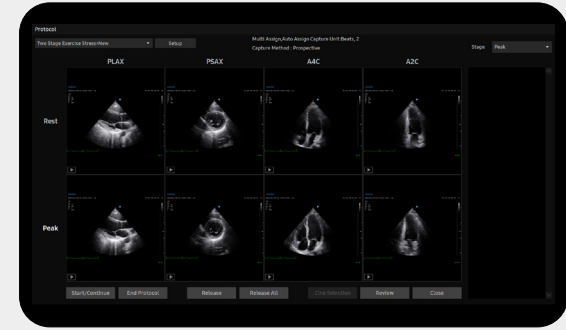 Protocol
Two Stage Exercise Stress-New
Setup
Multi Assign,Auto Assign Capture Unit:Beats, 2
Capture Method : Prospective
Stage
Peak
PLAX
PSAX
A4C
A2C
Rest
Peak
Start/Continue
End Protocol
Release
Release All
Cine Selection
Review
Close